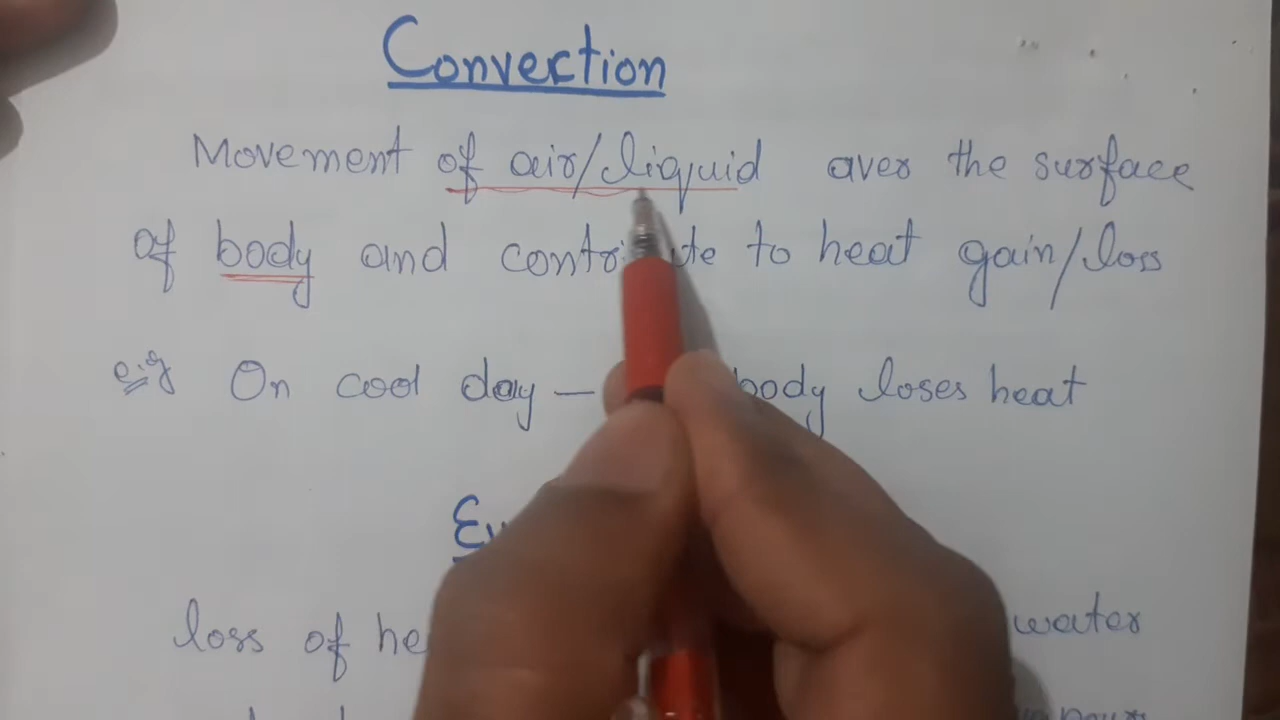 Convection
Movement of air/liquid over the surface
of body and contribute to heat gain/loss
e.g On cool day — body loses heat
loss of he water